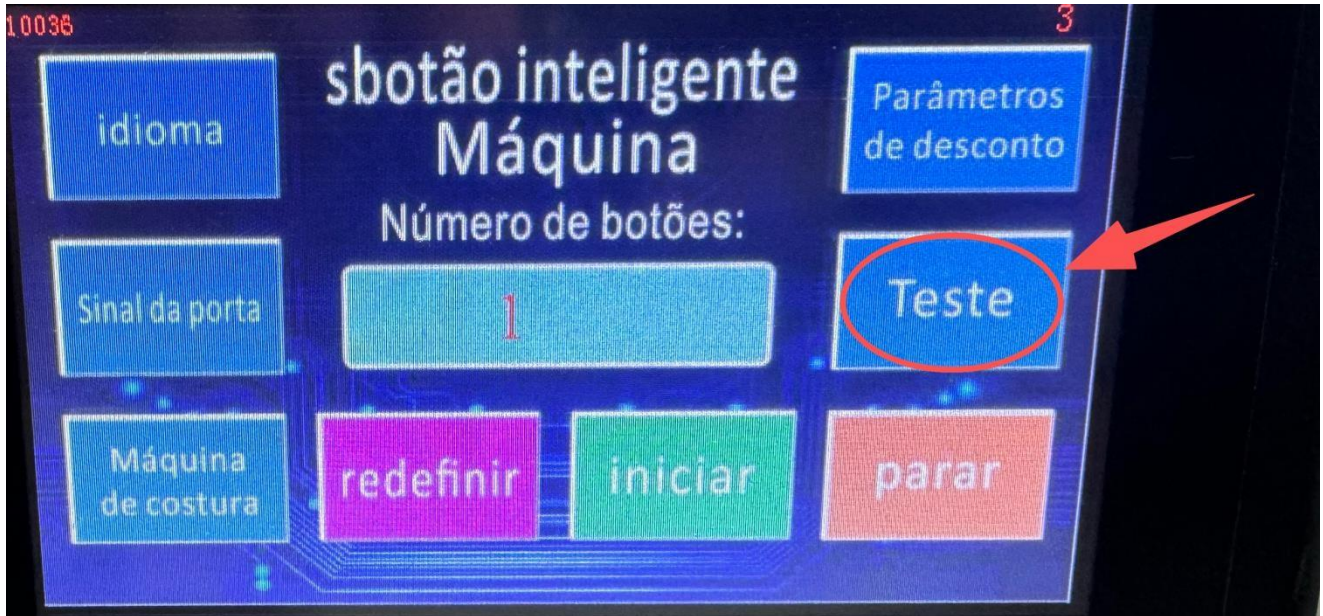 10036
3
sbotão inteligente
Máquina
idioma
Parâmetros
de desconto
Número de botões:
Sinal da porta
1
Teste
Máquina
de costura
redefinir
iniciar
parar